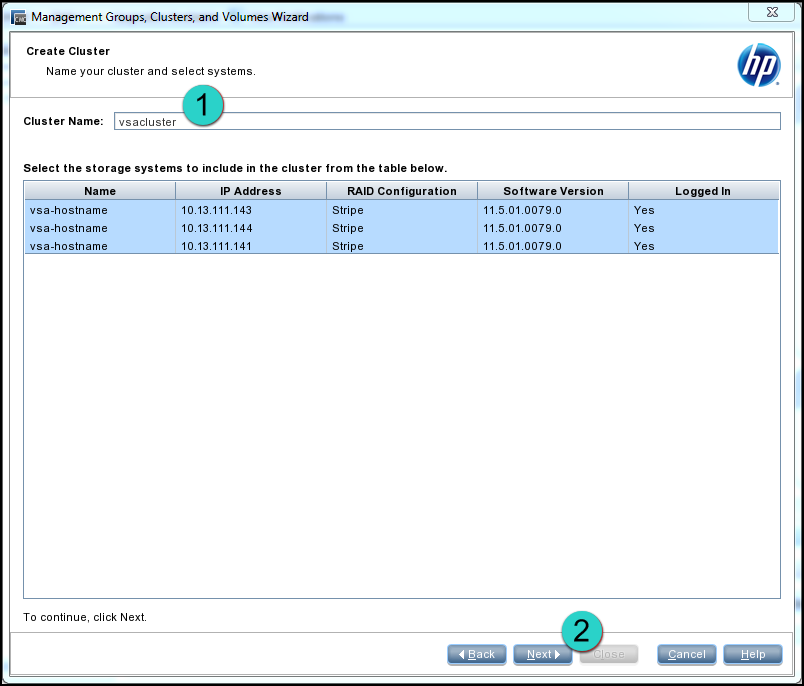 Management Groups, Clusters, and Volumes Wizard
Create Cluster
Name your cluster and select systems.
hp
1
Cluster Name: vsacluster
Select the storage systems to include in the cluster from the table below.
Name IP Address RAID Configuration Software Version Logged In
vsa-hostname 10.13.111.143 Stripe 11.5.01.0079.0 Yes
vsa-hostname 10.13.111.144 Stripe 11.5.01.0079.0 Yes
vsa-hostname 10.13.111.141 Stripe 11.5.01.0079.0 Yes
To continue, click Next.
2
Back Next Close Cancel Help